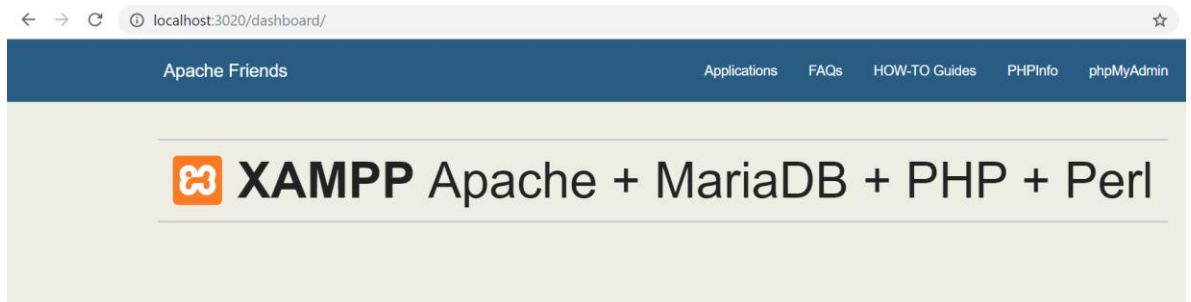 localhost:3020/dashboard/
Apache Friends Applications FAQs HOW-TO Guides PHPInfo phpMyAdmin
XAMPP Apache + MariaDB + PHP + Perl